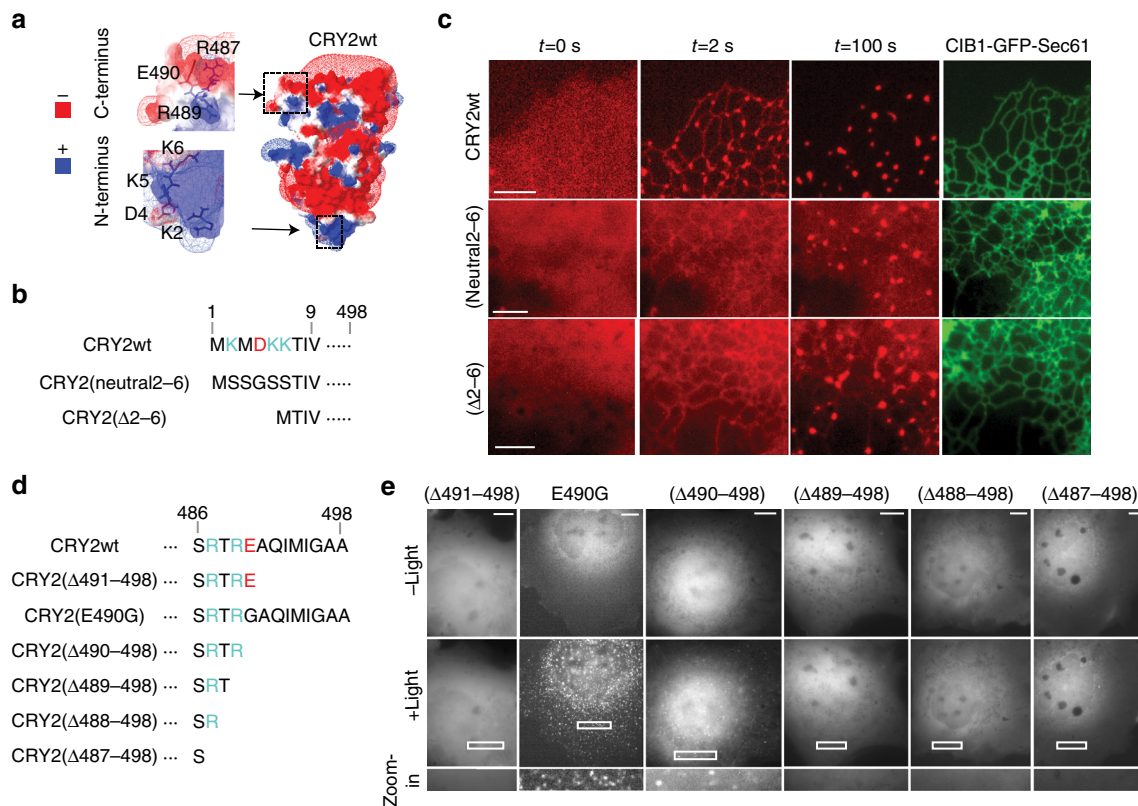 a
CRY2wt
R487
E490
R489
K6
K5
D4
K2
– C-terminus
+ N-terminus
b
1 9 498
CRY2wt MKMDKKTIV ·····
CRY2(neutral2–6) MSSGSSTIV ·····
CRY2(Δ2–6) MTIV ·····
c
t=0 s t=2 s t=100 s CIB1-GFP-Sec61
CRY2wt
(Neutral2–6)
(Δ2–6)
d
486 498
CRY2wt ··· SRTREAQIMIGAA
CRY2(Δ491–498) ··· SRTRE
CRY2(E490G) ··· SRTRGAQIMIGAA
CRY2(Δ490–498) ··· SRTR
CRY2(Δ489–498) ··· SRT
CRY2(Δ488–498) ··· SR
CRY2(Δ487–498) ··· S
e
(Δ491–498) E490G (Δ490–498) (Δ489–498) (Δ488–498) (Δ487–498)
–Light
+Light
Zoom-
in